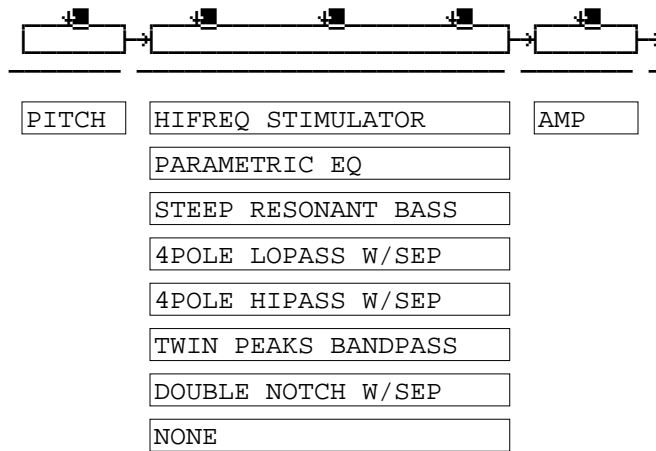 PITCH HIFREQ STIMULATOR AMP
PARAMETRIC EQ
STEEP RESONANT BASS
4POLE LOPASS W/SEP
4POLE HIPASS W/SEP
TWIN PEAKS BANDPASS
DOUBLE NOTCH W/SEP
NONE